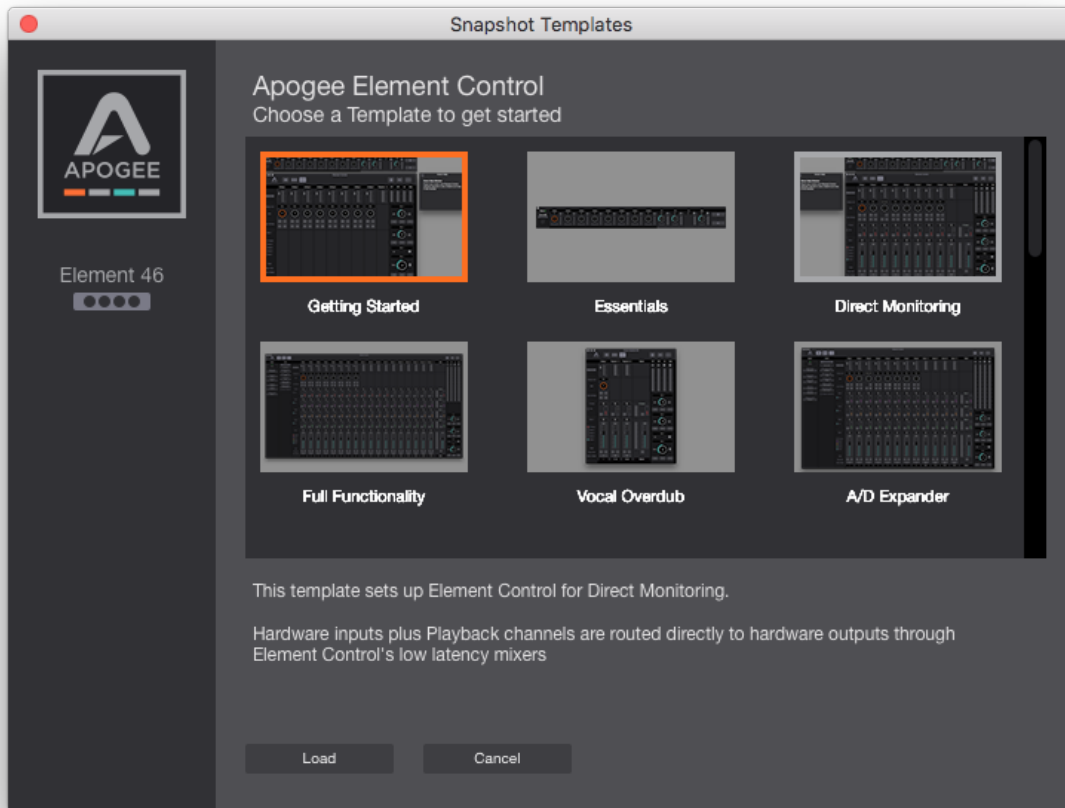 Snapshot Templates
APOGEE
Element 46
Apogee Element Control
Choose a Template to get started
Getting Started
Essentials
Direct Monitoring
Full Functionality
Vocal Overdub
A/D Expander
This template sets up Element Control for Direct Monitoring.
Hardware inputs plus Playback channels are routed directly to hardware outputs through
Element Control's low latency mixers
Load
Cancel